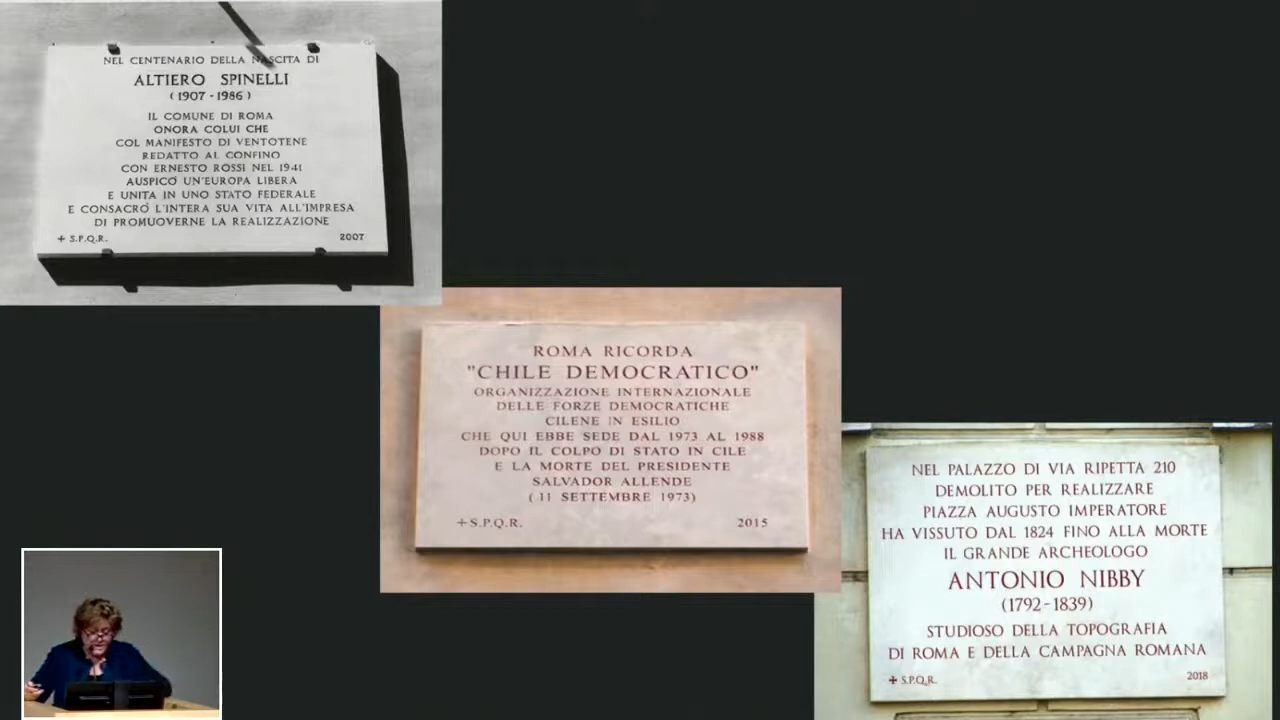 NEL CENTENARIO DELLA NASCITA DI
ALTIERO SPINELLI
(1907-1986)
IL COMUNE DI ROMA
ONORA COLUI CHE
COL MANIFESTO DI VENTOTENE
REDATTO AL CONFINO
CON ERNESTO ROSSI NEL 1941
AUSPICÒ UN'EUROPA LIBERA
E UNITA IN UNO STATO FEDERALE
E CONSACRÒ L'INTERA SUA VITA ALL'IMPRESA
DI PROMUOVERNE LA REALIZZAZIONE
+ S.P.Q.R. 2007
ROMA RICORDA
"CHILE DEMOCRATICO"
ORGANIZZAZIONE INTERNAZIONALE
DELLE FORZE DEMOCRATICHE
CILENE IN ESILIO
CHE QUI EBBE SEDE DAL 1973 AL 1988
DOPO IL COLPO DI STATO IN CILE
E LA MORTE DEL PRESIDENTE
SALVADOR ALLENDE
(11 SETTEMBRE 1973)
+S.P.Q.R. 2015
NEL PALAZZO DI VIA RIPETTA 210
DEMOLITO PER REALIZZARE
PIAZZA AUGUSTO IMPERATORE
HA VISSUTO DAL 1824 FINO ALLA MORTE
IL GRANDE ARCHEOLOGO
ANTONIO NIBBY
(1792-1839)
STUDIOSO DELLA TOPOGRAFIA
DI ROMA E DELLA CAMPAGNA ROMANA
+ S.P.Q.R. 2018